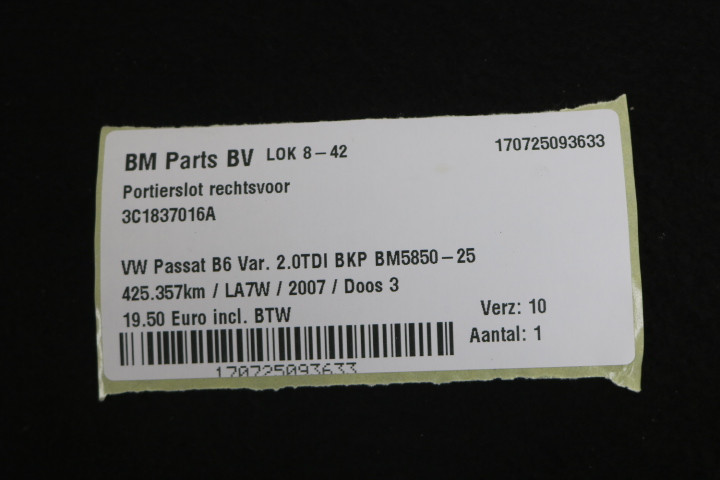 BM Parts BV LOK 8-42 170725093633
Portierslot rechtsvoor
3C1837016A
VW Passat B6 Var. 2.0TDI BKP BM5850-25
425.357km / LA7W / 2007 / Doos 3
19.50 Euro incl. BTW Verz: 10
Aantal: 1
170725093633